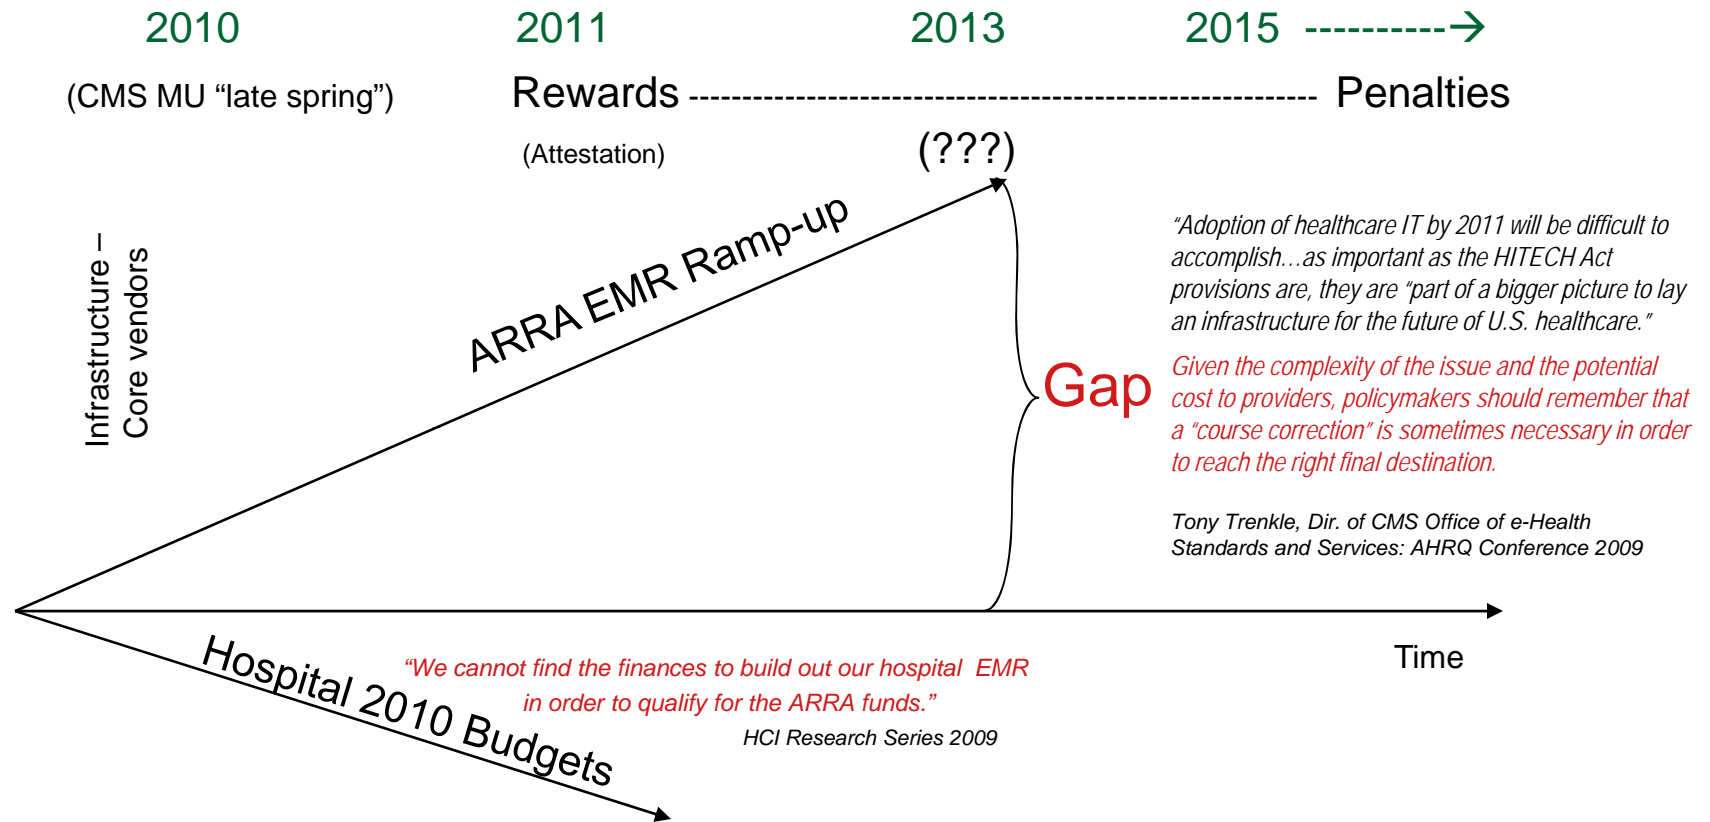 2010 2011 2013 2015 ----------→
(CMS MU “late spring”) Rewards ---------------------------------------------------------- Penalties
(Attestation) (???)
Infrastructure –
Core vendors
ARRA EMR Ramp-up
Gap
“Adoption of healthcare IT by 2011 will be difficult to
accomplish…as important as the HITECH Act
provisions are, they are “part of a bigger picture to lay
an infrastructure for the future of U.S. healthcare.”
Given the complexity of the issue and the potential
cost to providers, policymakers should remember that
a “course correction” is sometimes necessary in order
to reach the right final destination.
Tony Trenkle, Dir. of CMS Office of e-Health
Standards and Services: AHRQ Conference 2009
Time
Hospital 2010 Budgets
“We cannot find the finances to build out our hospital EMR
in order to qualify for the ARRA funds.”
HCI Research Series 2009